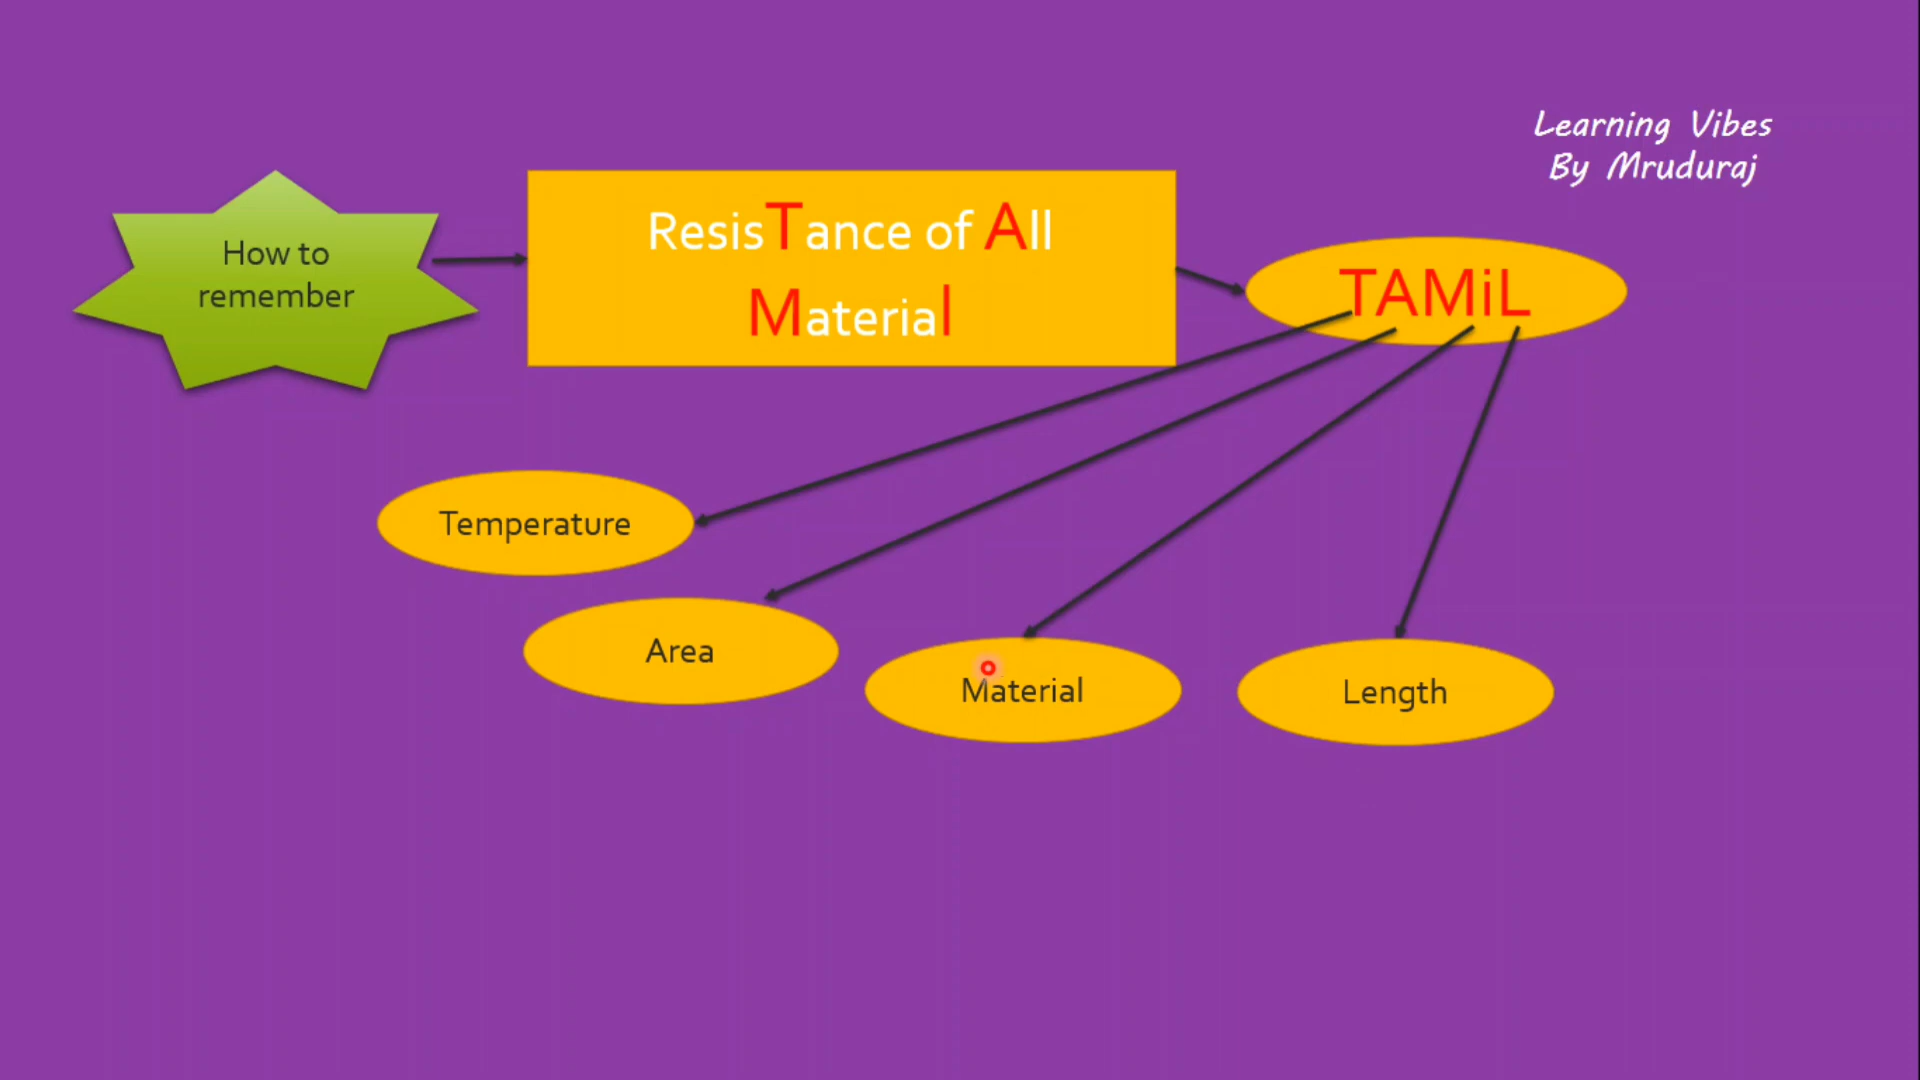 Learning Vibes
By Mruduraj
How to
remember
ResisTance of All
Material
TAMiL
Temperature
Area
Material
Length